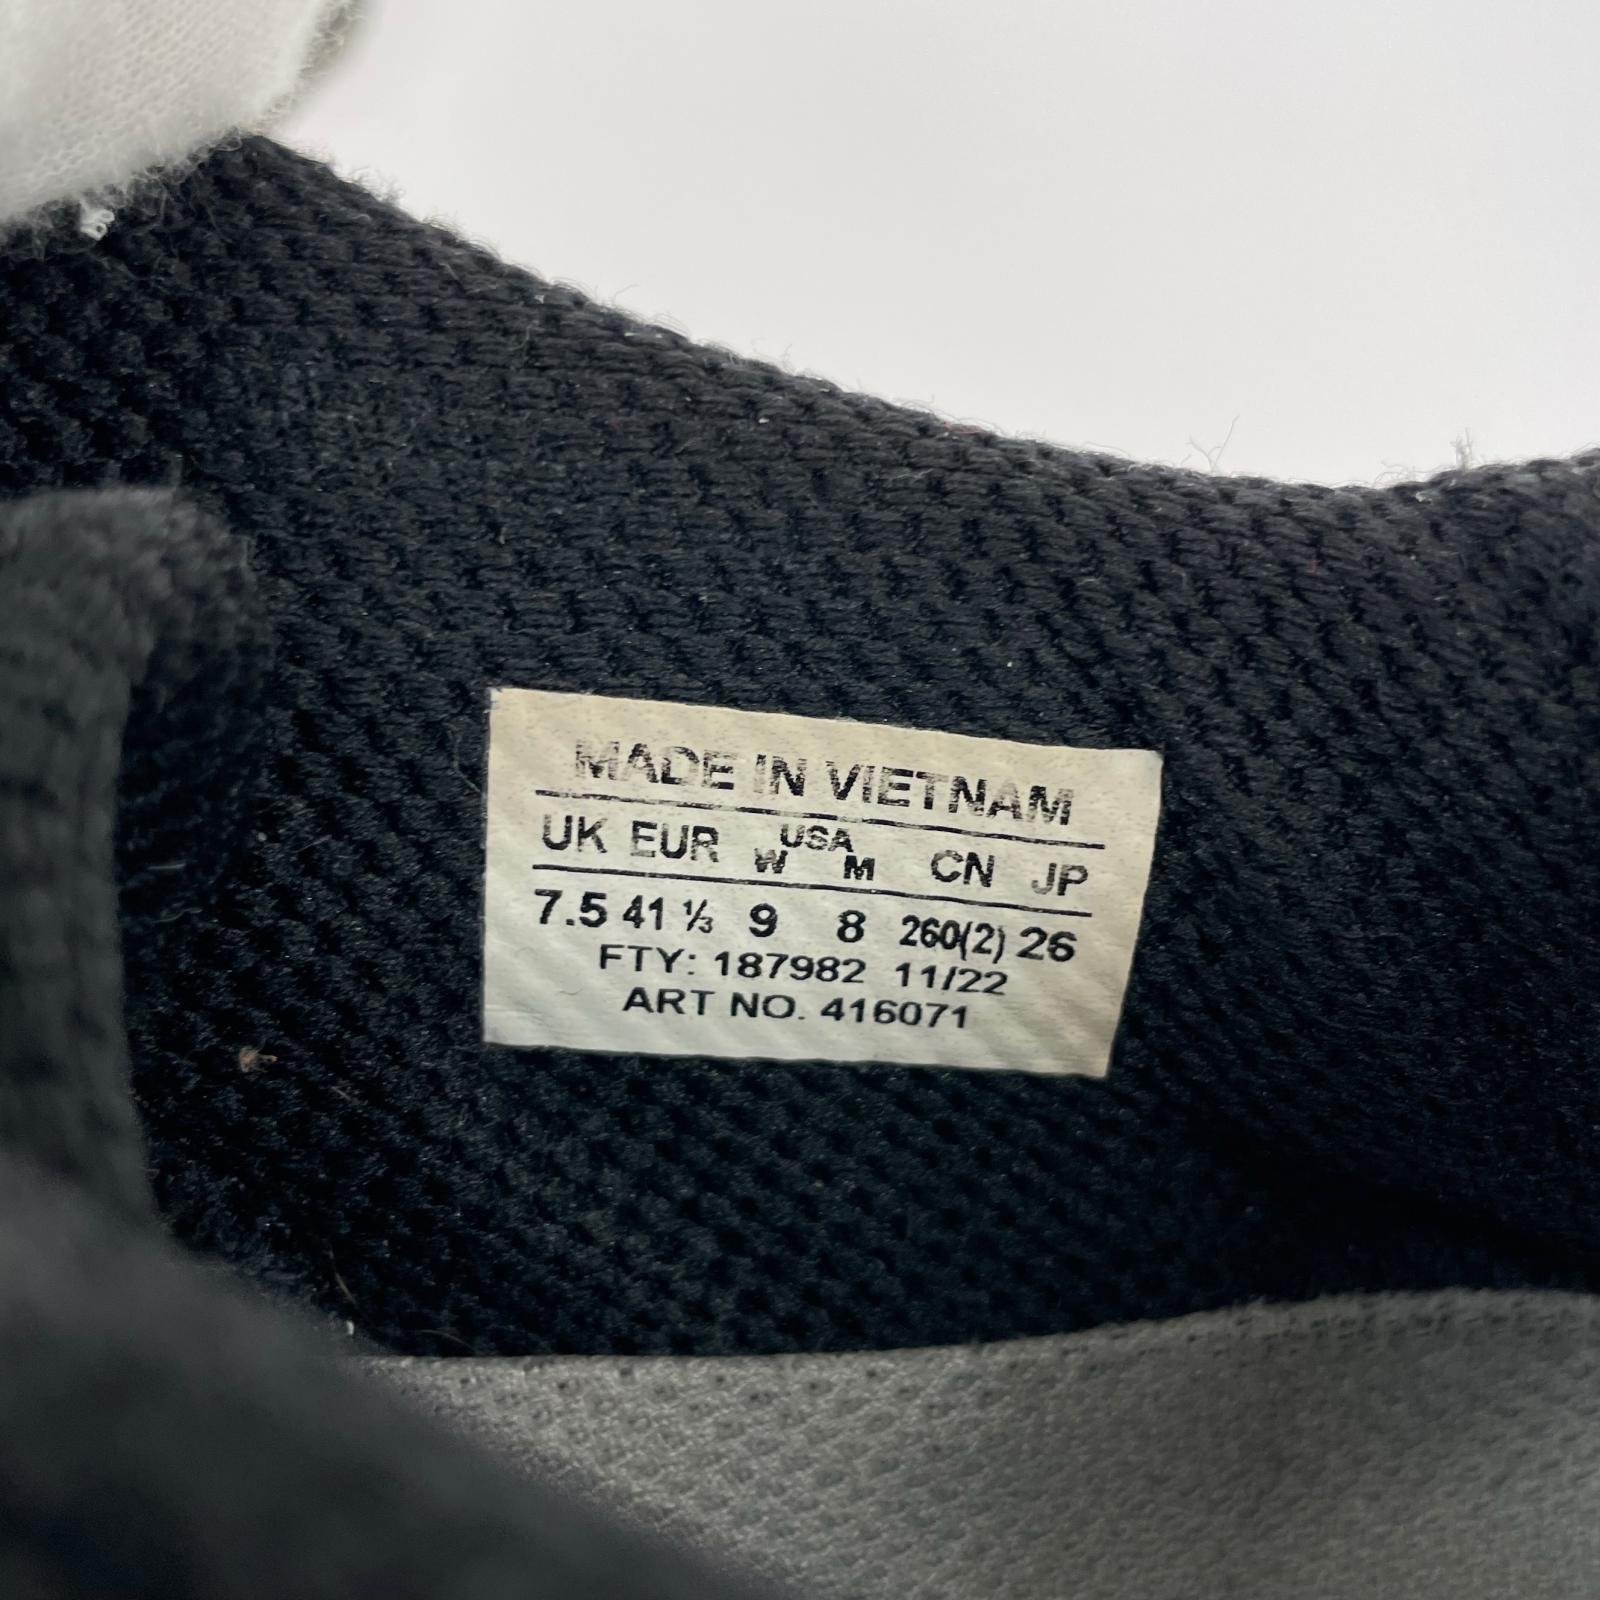 MADE IN VIETNAM
UK EUR W USA M CN JP
7.5 41 ⅓ 9 8 260(2) 26
FTY: 187982 11/22
ART NO. 416071